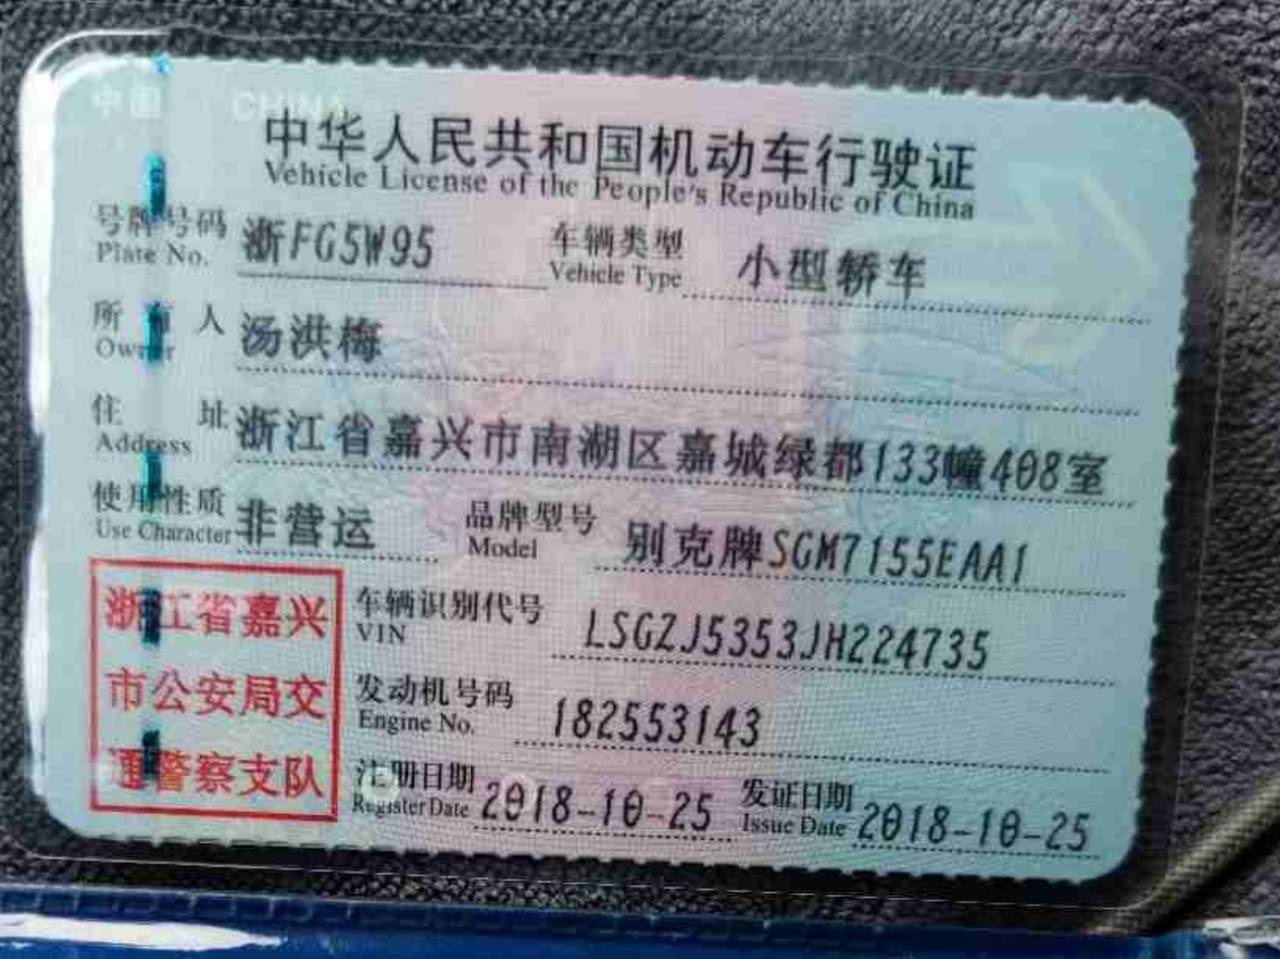 中国 CHINA
中华人民共和国机动车行驶证
Vehicle License of the People's Republic of China
号牌号码 浙FG5W95 车辆类型 小型轿车
Plate No. Vehicle Type
所有人 汤洪梅
Owner
住址 浙江省嘉兴市南湖区嘉城绿都133幢408室
Address
使用性质 非营运 品牌型号 别克牌SGM7155EAA1
Use Character Model
浙江省嘉兴 车辆识别代号 LSGZJ5353JH224735
VIN
市公安局交 发动机号码 182553143
Engine No.
通警察支队 注册日期 2018-10-25 发证日期 2018-10-25
Register Date Issue Date